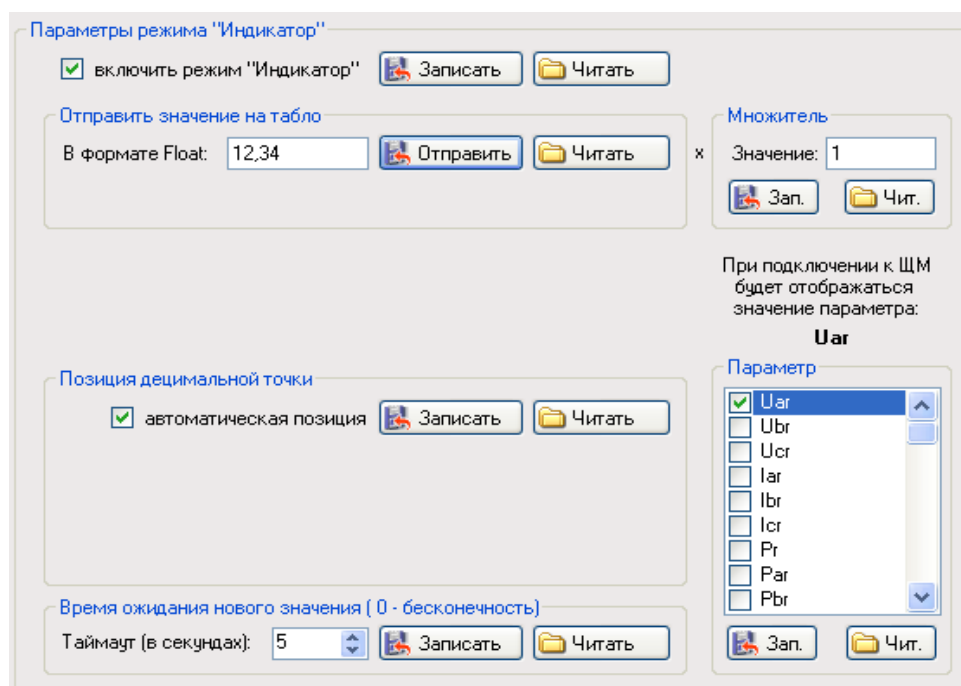 Параметры режима "Индикатор"
включить режим "Индикатор" Записать Читать
Отправить значение на табло
В формате Float: 12,34 Отправить Читать
x
Множитель
Значение: 1
Зап. Чит.
При подключении к ЩМ
будет отображаться
значение параметра:
Uar
Позиция децимальной точки
автоматическая позиция Записать Читать
Параметр
Uar
Ubr
Ucr
Iar
Ibr
Icr
Pr
Par
Pbr
Зап. Чит.
Время ожидания нового значения ( 0 - бесконечность)
Таймаут (в секундах): 5 Записать Читать